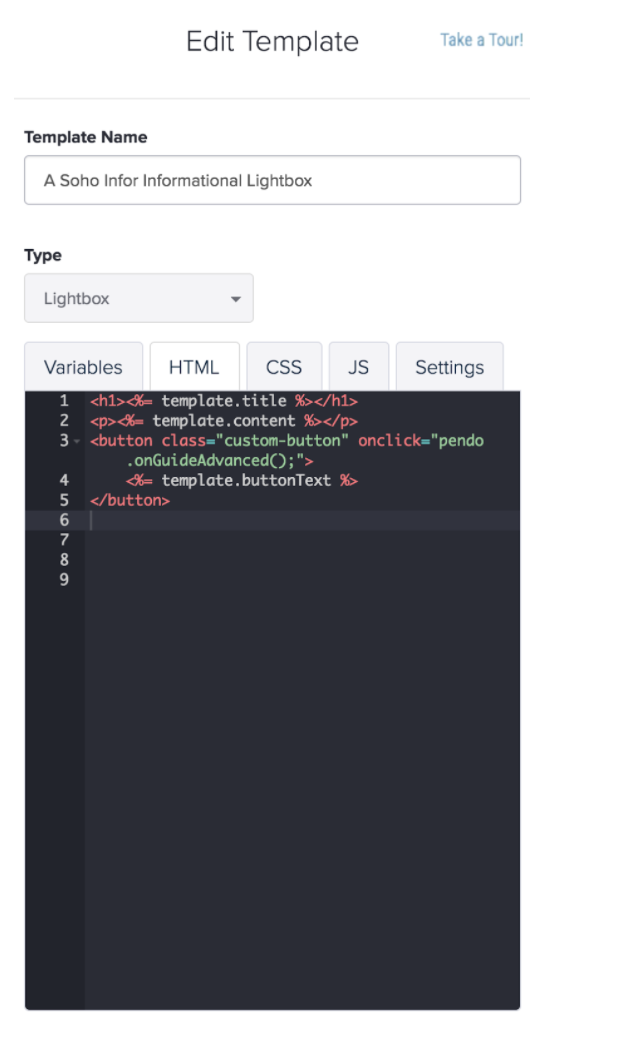 Edit Template
Take a Tour!
Template Name
A Soho Infor Informational Lightbox
Type
Lightbox
Variables HTML CSS JS Settings
1 <h1><%= template.title %></h1>
2 <p><%= template.content %></p>
3 <button class="custom-button" onclick="pendo
.onGuideAdvanced();">
4 <%= template.buttonText %>
5 </button>
6
7
8
9